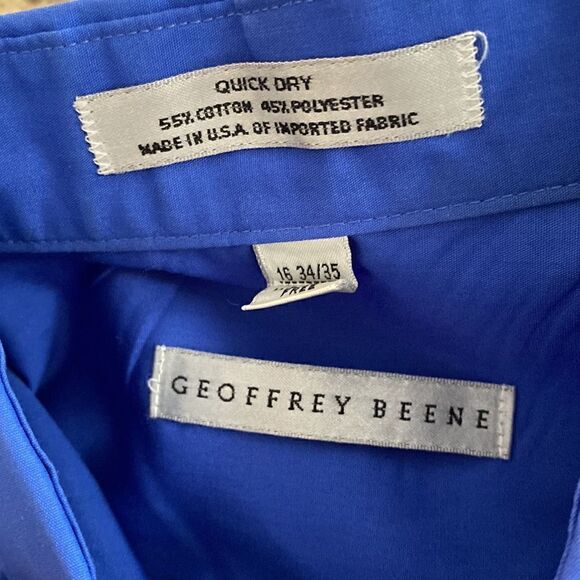 QUICK DRY
55% COTTON 45% POLYESTER
MADE IN U.S.A. OF IMPORTED FABRIC
16 34/35
GEOFFREY BEENE